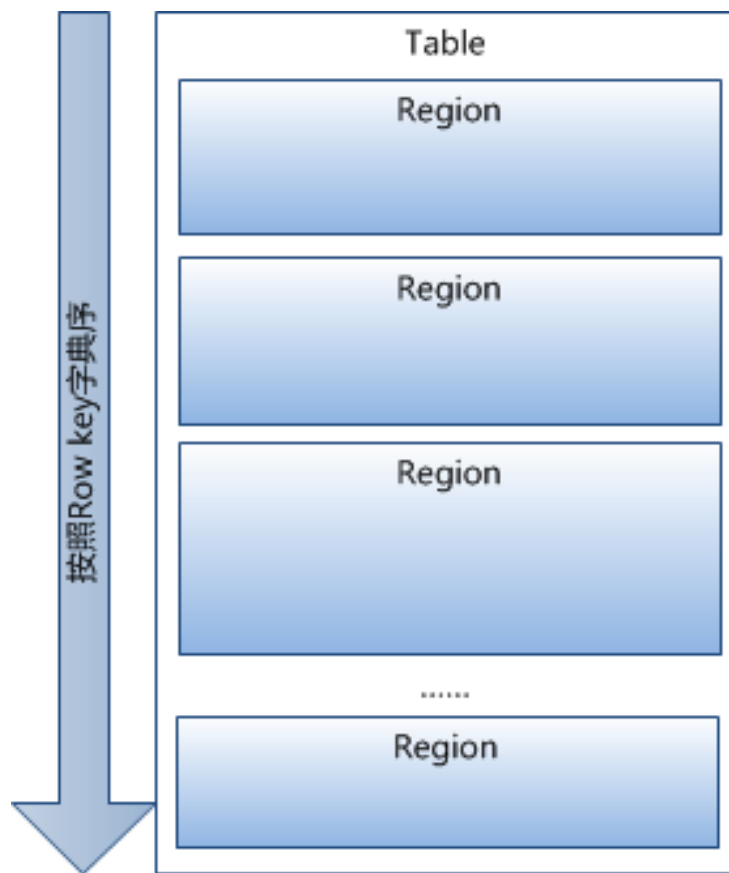 Table
Region
按照Row key字典序
Region
Region
......
Region